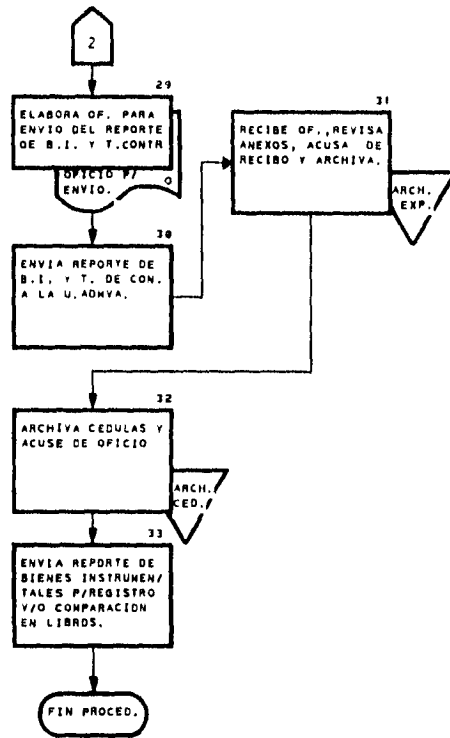 2
29
ELABORA OF. PARA
ENVIO DEL REPORTE
DE B.I. Y T.CONTR
OFICIO P/
ENVIO.
O
30
ENVIA REPORTE DE
B.I. Y T. DE CON.
A LA U.ADMVA.
31
RECIBE OF.,REVISA
ANEXOS, ACUSA DE
RECIBO Y ARCHIVA.
ARCH.
EXP.
32
ARCHIVA CEDULAS Y
ACUSE DE OFICIO
ARCH.
CED.
33
ENVIA REPORTE DE
BIENES INSTRUMEN/
TALES P/REGISTRO
Y/O COMPARACION
EN LIBROS.
FIN PROCED.